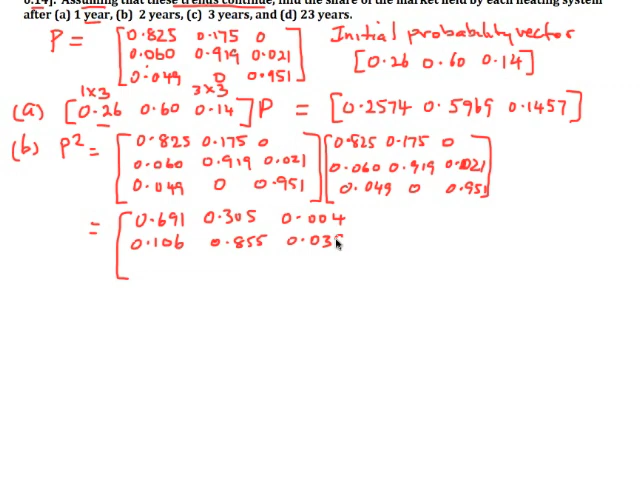 0.14]. Assuming that these trends continue, find the share of the market held by each heating system
after (a) 1 year, (b) 2 years, (c) 3 years, and (d) 23 years.
P = [0.825 0.175 0
0.060 0.919 0.021
0.049 0 0.951]
Initial probability vector
[0.26 0.60 0.14]
1x3 3x3
(a) [0.26 0.60 0.14]P = [0.2574 0.5969 0.1457]
(b) P² = [0.825 0.175 0 ] [0.825 0.175 0
0.060 0.919 0.021 0.060 0.919 0.021
0.049 0 0.951 0.049 0 0.951]
= [0.691 0.305 0.004
0.106 0.855 0.039